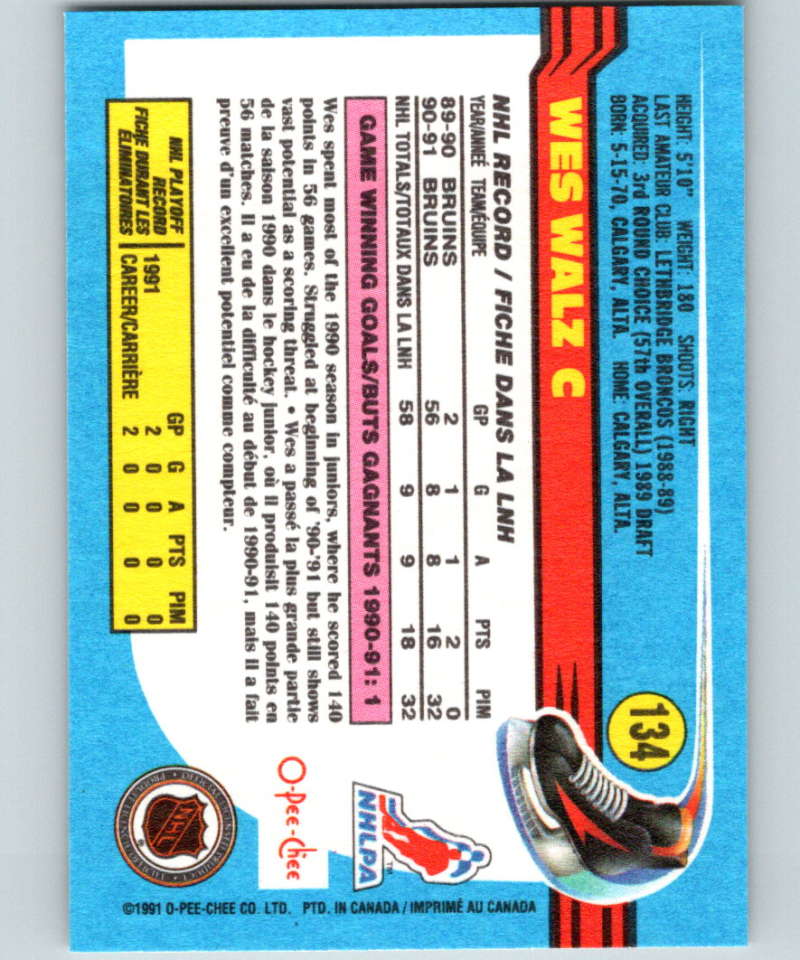 134
HEIGHT: 5'10" WEIGHT: 180 SHOOTS: RIGHT
LAST AMATEUR CLUB: LETHBRIDGE BRONCOS (1988-89)
ACQUIRED: 3rd ROUND CHOICE (57th OVERALL) 1989 DRAFT
BORN: 5-15-70, CALGARY, ALTA. HOME: CALGARY, ALTA.
WES WALZ C
NHL RECORD / FICHE DANS LA LNH
YEAR/ANNÉE TEAM/ÉQUIPE GP G A PTS PIM
89-90 BRUINS 2 1 1 2 0
90-91 BRUINS 56 8 8 16 32
NHL TOTALS/TOTAUX DANS LA LNH 58 9 9 18 32
GAME WINNING GOALS/BUTS GAGNANTS 1990-91: 1
Wes spent most of the 1990 season in juniors, where he scored 140
points in 56 games. Struggled at beginning of '90-'91 but still shows
vast potential as a scoring threat. • Wes a passé la plus grande partie
de la saison 1990 dans le hockey junior, où il produisit 140 points en
56 matches. Il a eu de la difficulté au début de 1990-91, mais il a fait
preuve d'un excellent potentiel comme compteur.
NHL PLAYOFF
RECORD
FICHE DURANT LES
ÉLIMINATOIRES
GP G A PTS PIM
1991 2 0 0 0 0
CAREER/CARRIÈRE 2 0 0 0 0
NHLPA
TM
O-Pee-Chee
NHL
®
©1991 O-PEE-CHEE CO. LTD. PTD. IN CANADA / IMPRIMÉ AU CANADA